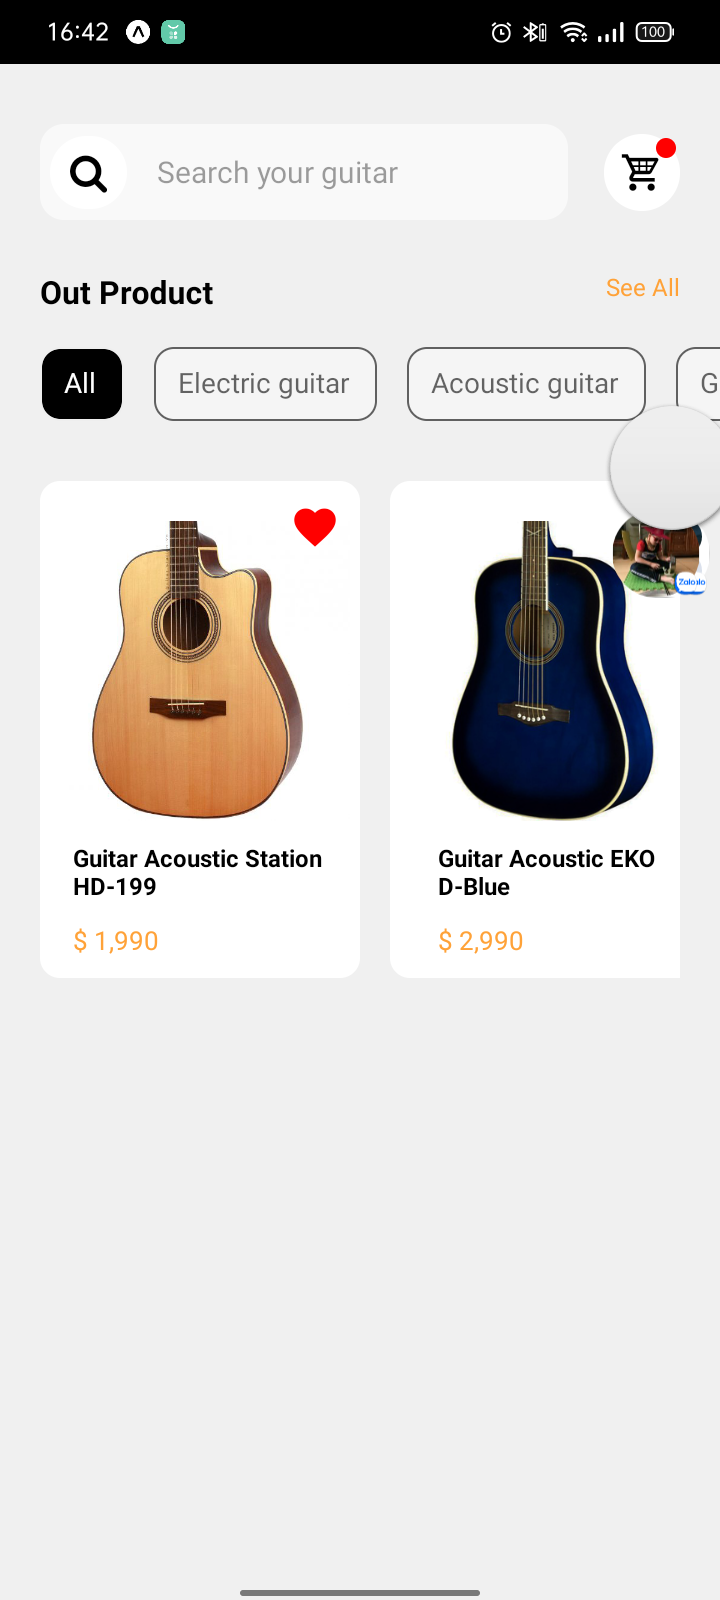 16:42
100
Search your guitar
Out Product
See All
All
Electric guitar
Acoustic guitar
G
Zalo
Guitar Acoustic Station
HD-199
Guitar Acoustic EKO
D-Blue
$ 1,990
$ 2,990